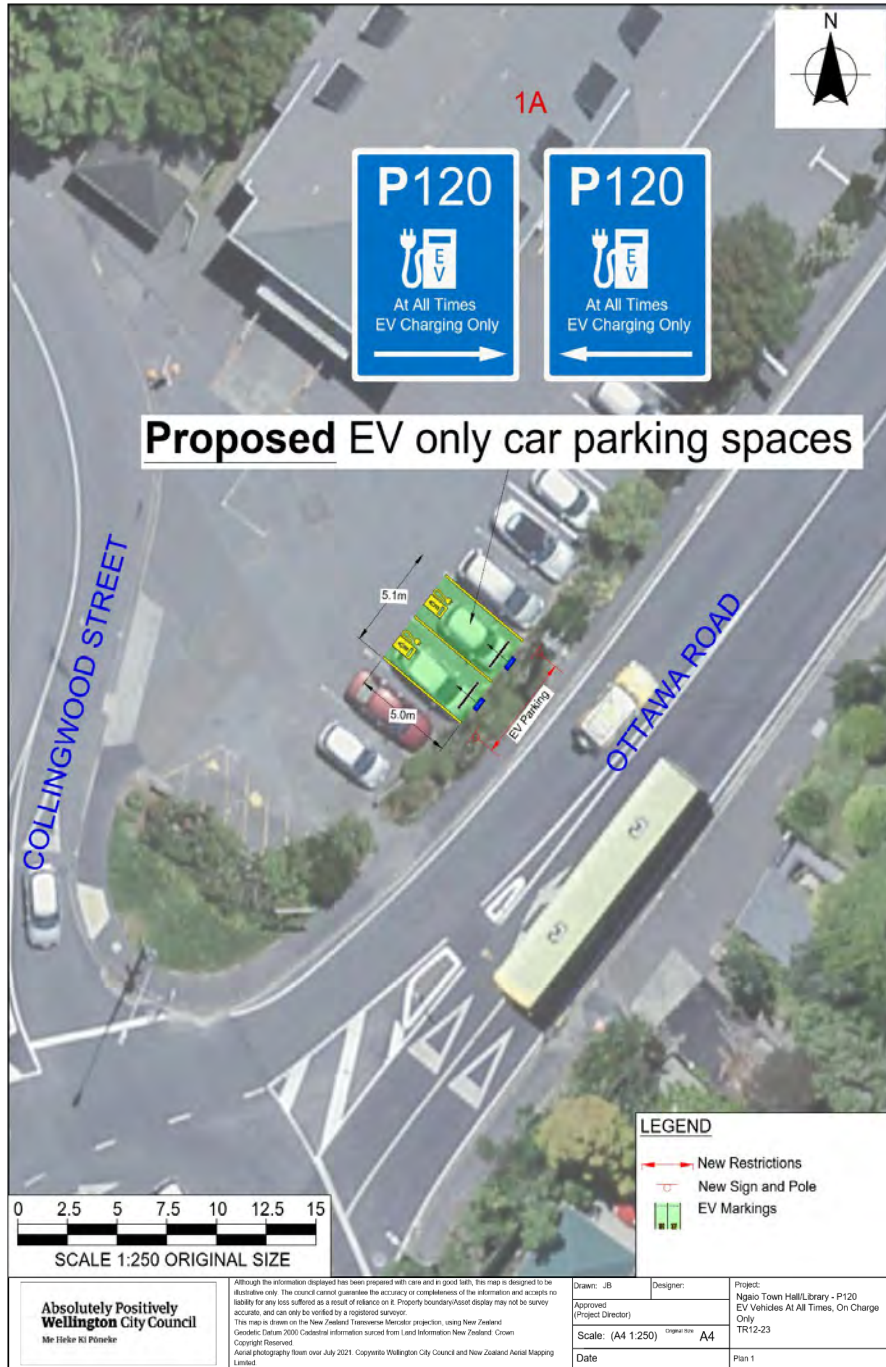 N
1A
P120
EV
At All Times
EV Charging Only
P120
EV
At All Times
EV Charging Only
Proposed EV only car parking spaces
COLLINGWOOD STREET
5.1m
5.0m
EV Parking
OTTAWA ROAD
LEGEND
New Restrictions
New Sign and Pole
EV Markings
0 2.5 5 7.5 10 12.5 15
SCALE 1:250 ORIGINAL SIZE
Absolutely Positively
Wellington City Council
Me Heke Ki Pōneke
Although the information displayed has been prepared with care and in good faith, this map is designed to be
illustrative only. The council cannot guarantee the accuracy or completeness of the information and accepts no
liability for any loss suffered as a result of reliance on it. Property boundary/Asset display may not be survey
accurate, and can only be verified by a registered surveyor.
This map is drawn on the New Zealand Transverse Mercator projection, using New Zealand
Geodetic Datum 2000 Cadastral information surced from Land Information New Zealand: Crown
Copyright Reserved
Aerial photography flown over July 2021. Copywrite Wellington City Council and New Zealand Aerial Mapping
Limited
Drawn: JB
Designer:
Approved
(Project Director)
Scale: (A4 1:250) Original Size A4
Date
Project:
Ngaio Town Hall/Library - P120
EV Vehicles At All Times, On Charge
Only
TR12-23
Plan 1